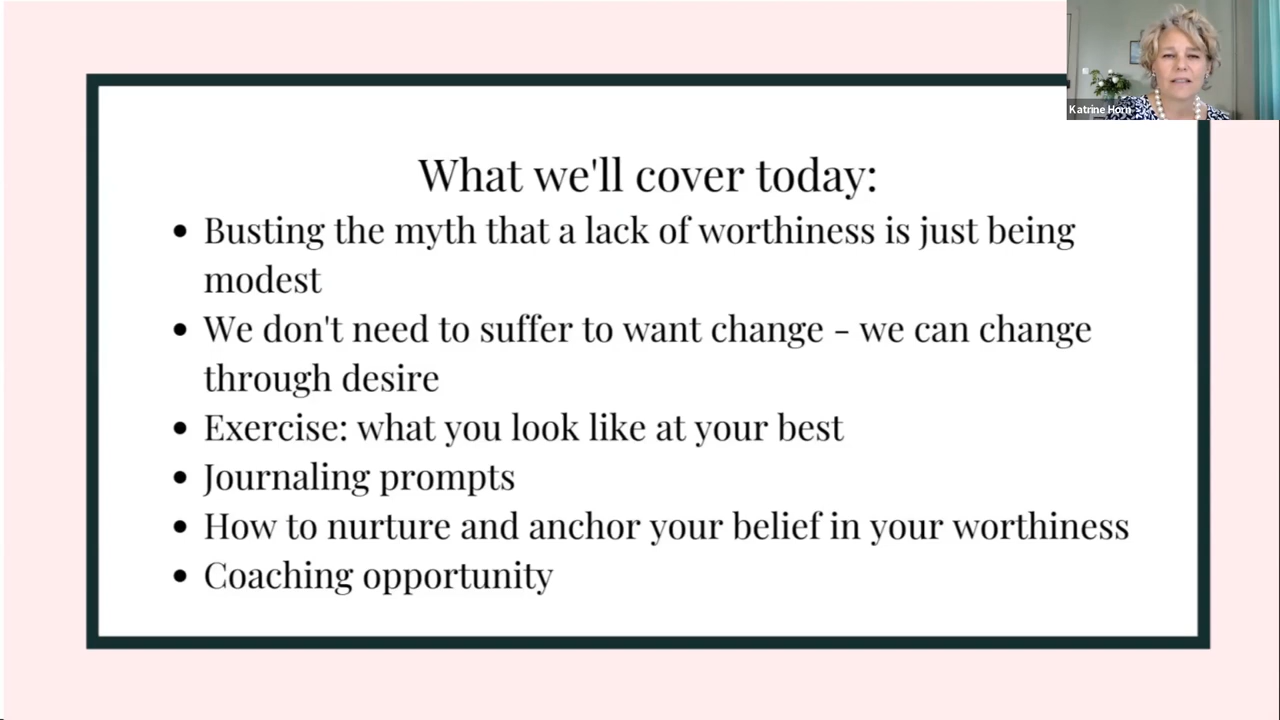 Katrine Horn
What we'll cover today:
• Busting the myth that a lack of worthiness is just being
modest
• We don't need to suffer to want change - we can change
through desire
• Exercise: what you look like at your best
• Journaling prompts
• How to nurture and anchor your belief in your worthiness
• Coaching opportunity